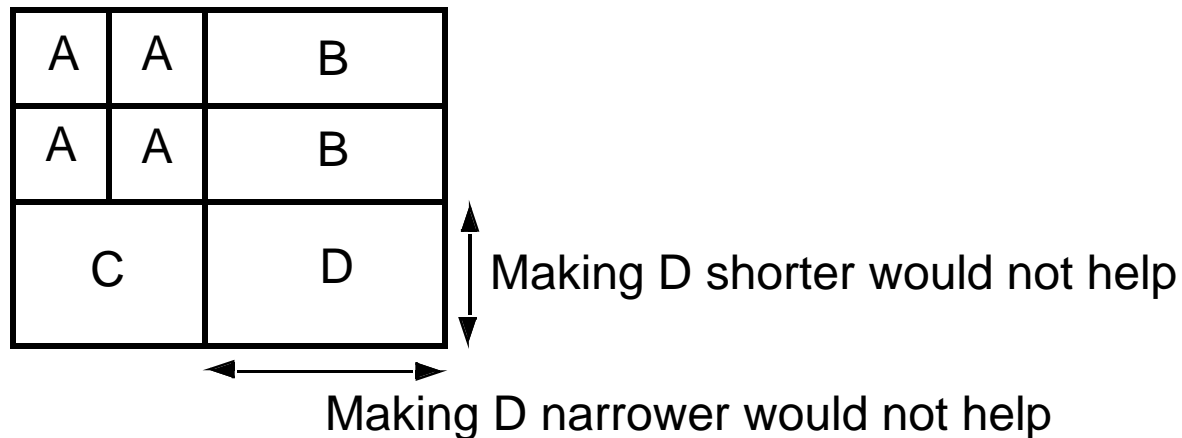 A A B
A A B
C D
Making D shorter would not help
Making D narrower would not help